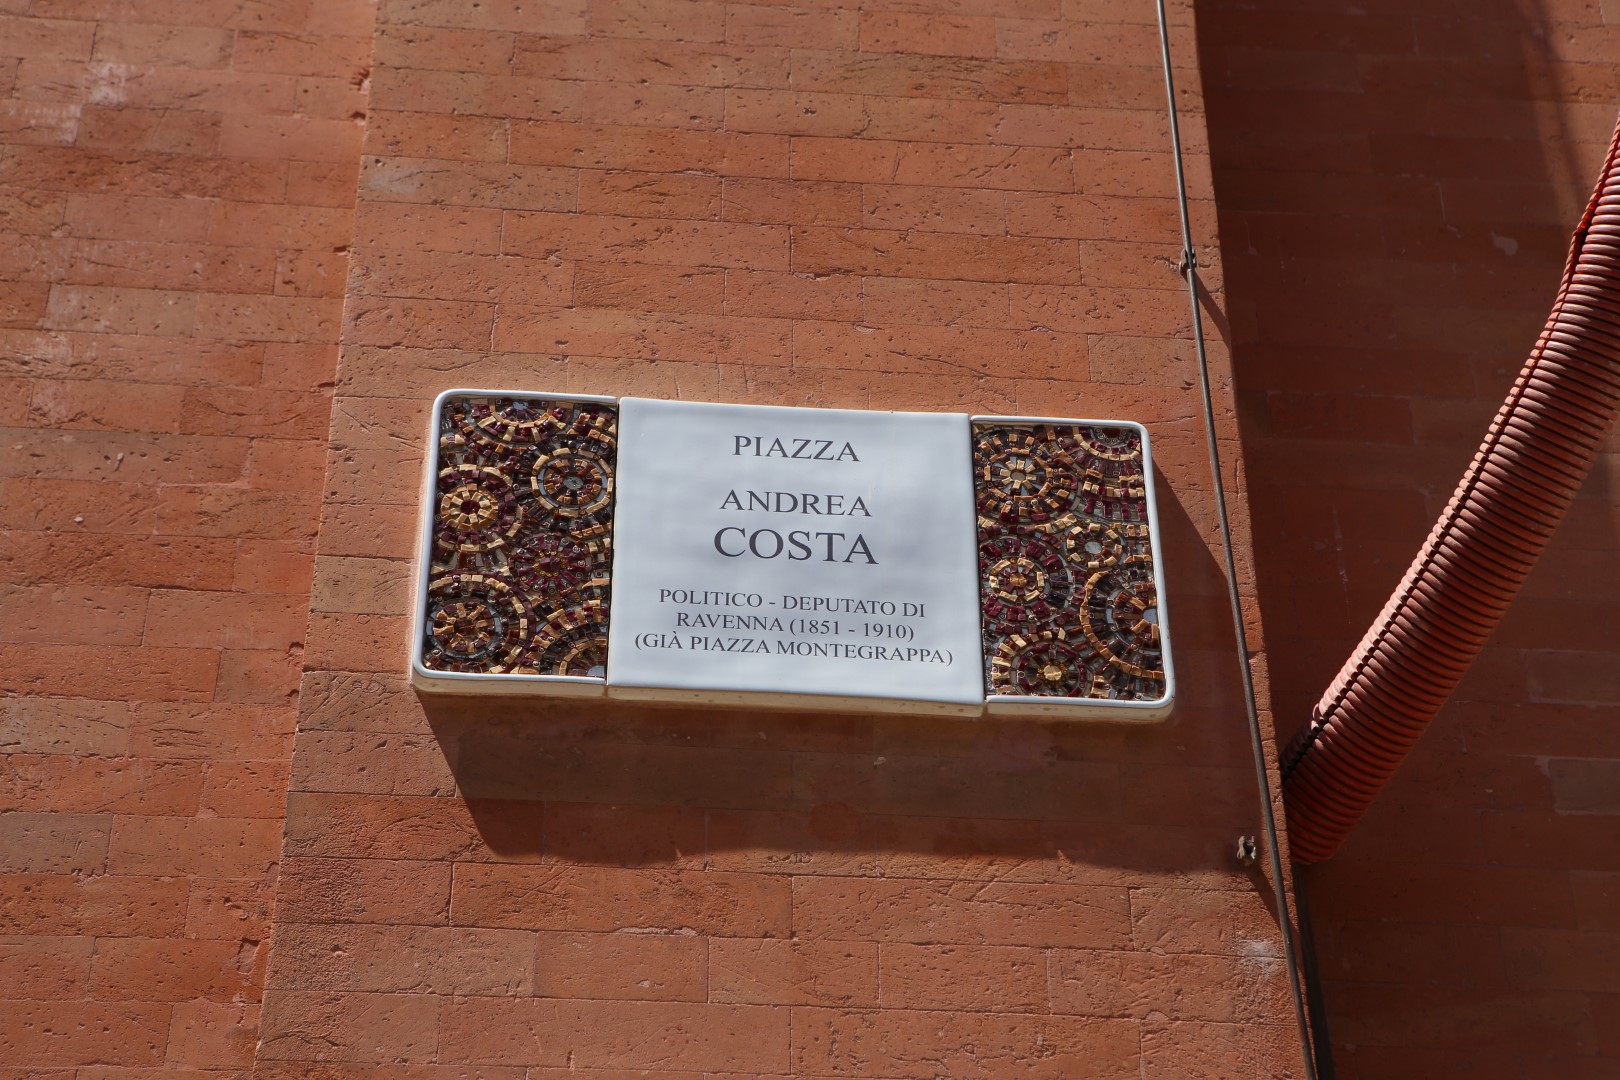 PIAZZA
ANDREA
COSTA
POLITICO - DEPUTATO DI
RAVENNA (1851 - 1910)
(GIÀ PIAZZA MONTEGRAPPA)